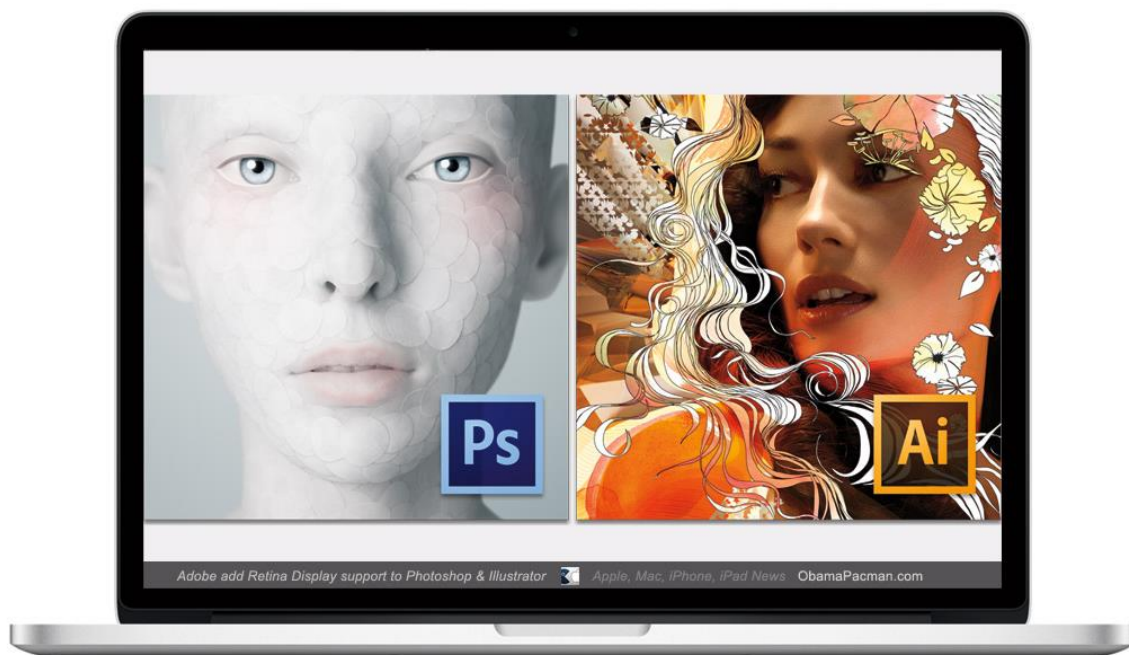 Ps
Ai
Adobe add Retina Display support to Photoshop & Illustrator Apple, Mac, iPhone, iPad News ObamaPacman.com